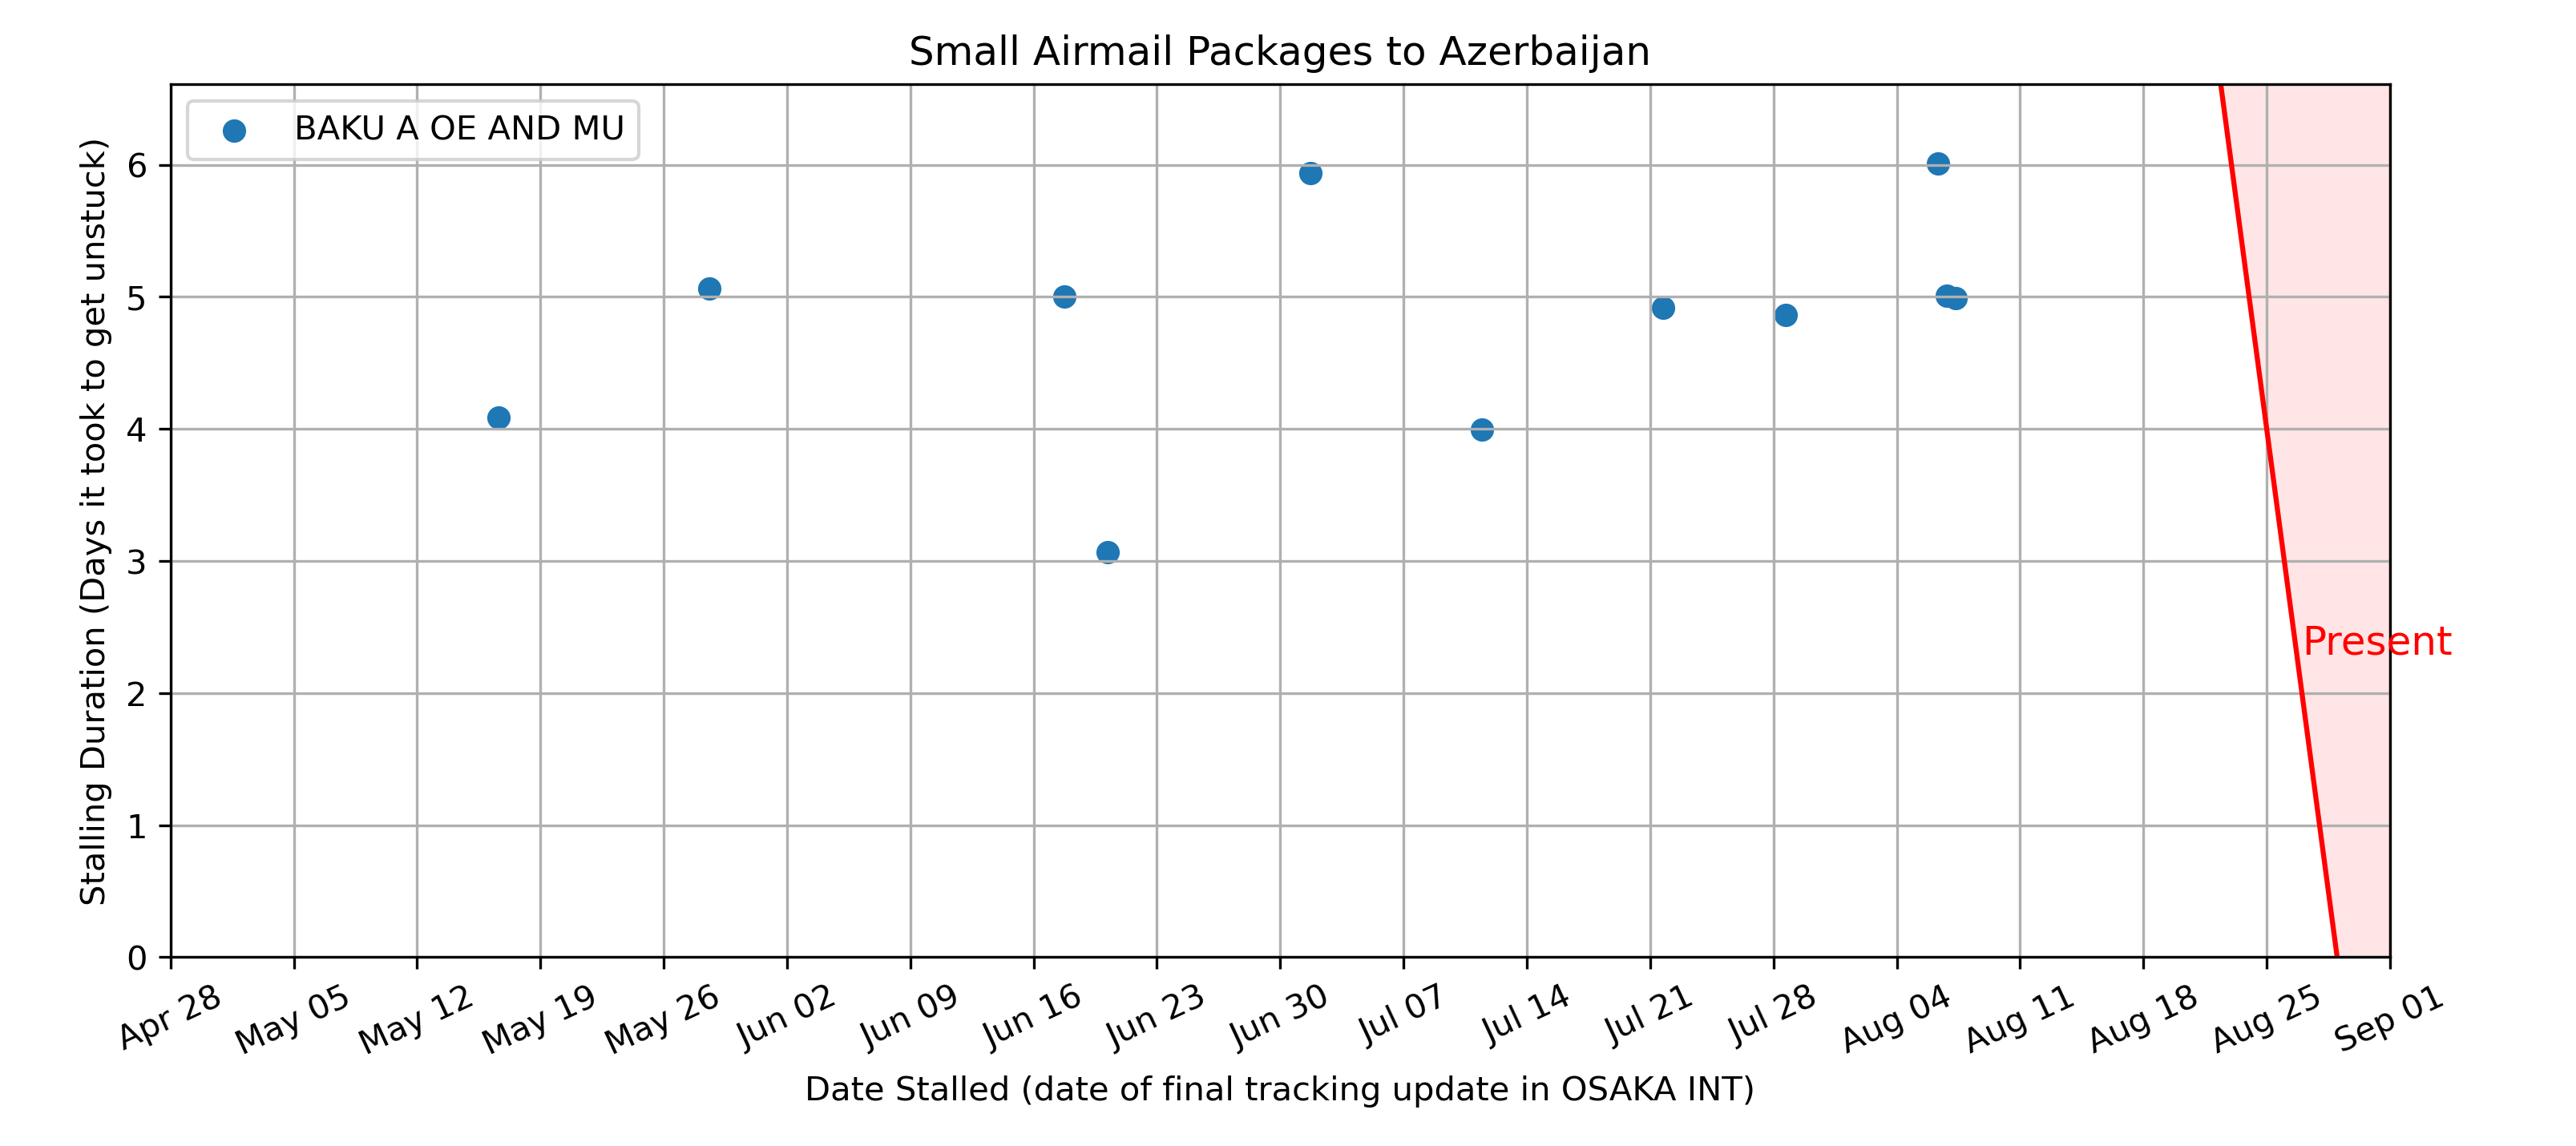 Small Airmail Packages to Azerbaijan
BAKU A OE AND MU
Stalling Duration (Days it took to get unstuck)
6
5
4
3
2
1
0
Present
Apr 28
May 05
May 12
May 19
May 26
Jun 02
Jun 09
Jun 16
Jun 23
Jun 30
Jul 07
Jul 14
Jul 21
Jul 28
Aug 04
Aug 11
Aug 18
Aug 25
Sep 01
Date Stalled (date of final tracking update in OSAKA INT)